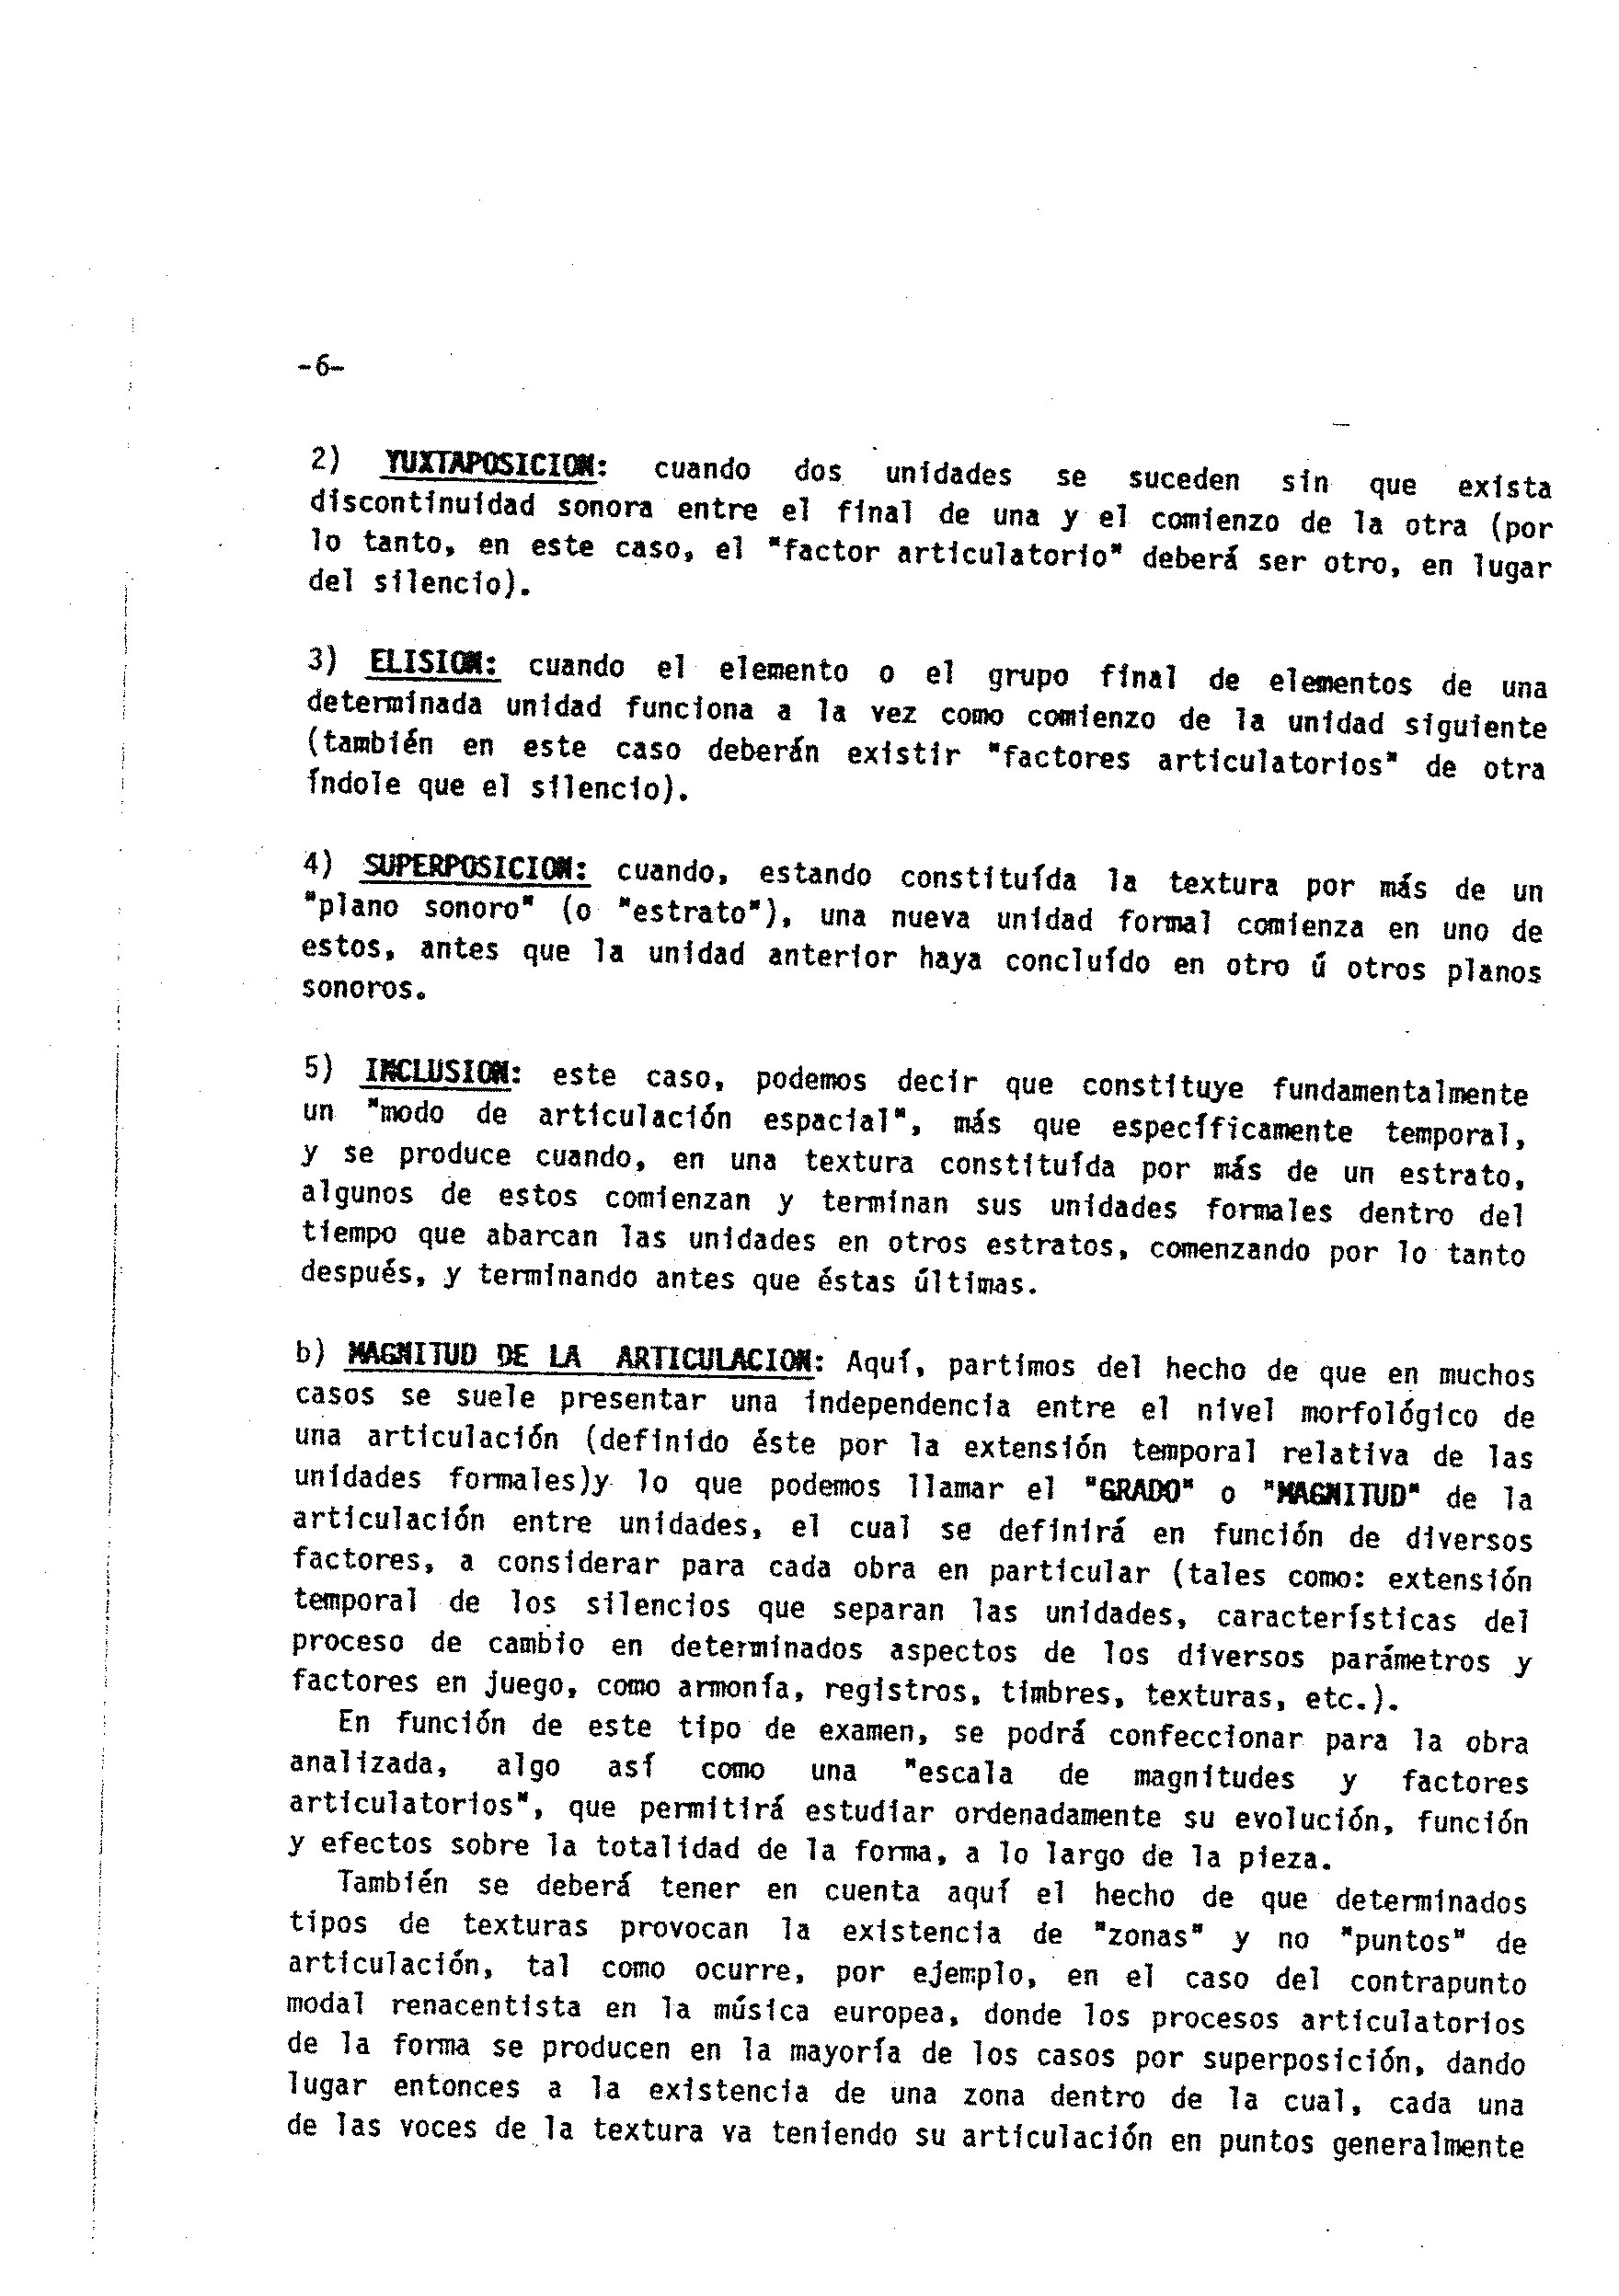 -6-
2) YUXTAPOSICION: cuando dos unidades se suceden sin que exista
discontinuidad sonora entre el final de una y el comienzo de la otra (por
lo tanto, en este caso, el "factor articulatorio" deberá ser otro, en lugar
del silencio).
3) ELISION: cuando el elemento o el grupo final de elementos de una
determinada unidad funciona a la vez como comienzo de la unidad siguiente
(también en este caso deberán existir "factores articulatorios" de otra
índole que el silencio).
4) SUPERPOSICION: cuando, estando constituída la textura por más de un
"plano sonoro" (o "estrato"), una nueva unidad formal comienza en uno de
estos, antes que la unidad anterior haya concluído en otro ú otros planos
sonoros.
5) INCLUSION: este caso, podemos decir que constituye fundamentalmente
un "modo de articulación espacial", más que específicamente temporal,
y se produce cuando, en una textura constituída por más de un estrato,
algunos de estos comienzan y terminan sus unidades formales dentro del
tiempo que abarcan las unidades en otros estratos, comenzando por lo tanto
después, y terminando antes que éstas últimas.
b) MAGNITUD DE LA ARTICULACION: Aquí, partimos del hecho de que en muchos
casos se suele presentar una independencia entre el nivel morfológico de
una articulación (definido éste por la extensión temporal relativa de las
unidades formales)y lo que podemos llamar el "GRADO" o "MAGNITUD" de la
articulación entre unidades, el cual se definirá en función de diversos
factores, a considerar para cada obra en particular (tales como: extensión
temporal de los silencios que separan las unidades, características del
proceso de cambio en determinados aspectos de los diversos parámetros y
factores en juego, como armonía, registros, timbres, texturas, etc.).
En función de este tipo de examen, se podrá confeccionar para la obra
analizada, algo así como una "escala de magnitudes y factores
articulatorios", que permitirá estudiar ordenadamente su evolución, función
y efectos sobre la totalidad de la forma, a lo largo de la pieza.
También se deberá tener en cuenta aquí el hecho de que determinados
tipos de texturas provocan la existencia de "zonas" y no "puntos" de
articulación, tal como ocurre, por ejemplo, en el caso del contrapunto
modal renacentista en la música europea, donde los procesos articulatorios
de la forma se producen en la mayoría de los casos por superposición, dando
lugar entonces a la existencia de una zona dentro de la cual, cada una
de las voces de la textura va teniendo su articulación en puntos generalmente